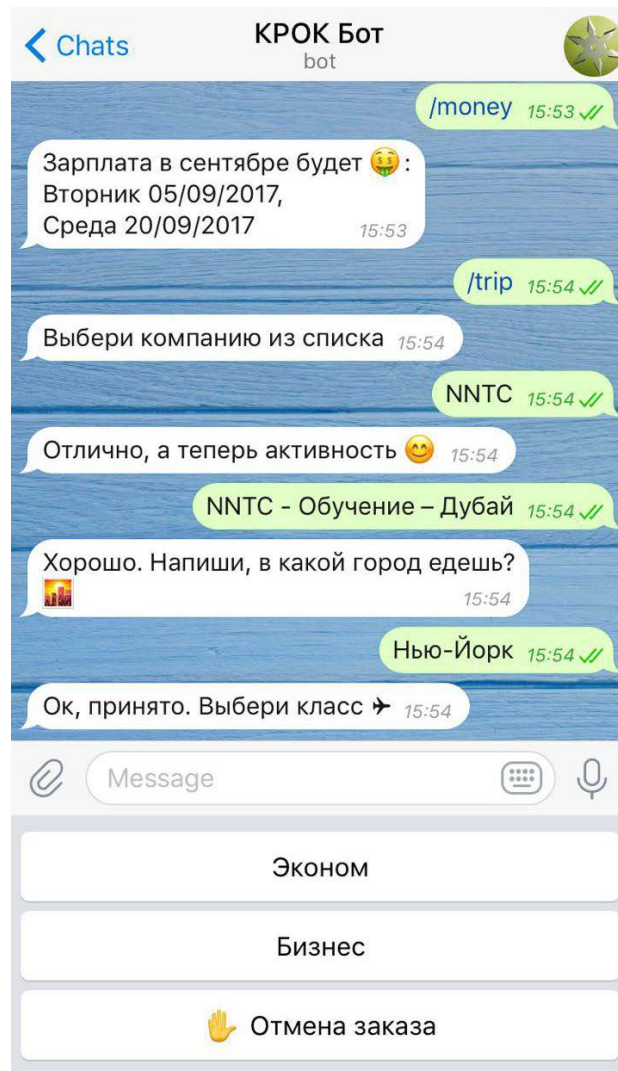 Chats
КРОК Бот
bot
/money 15:53
Зарплата в сентябре будет 🤑:
Вторник 05/09/2017,
Среда 20/09/2017 15:53
/trip 15:54
Выбери компанию из списка 15:54
NNTC 15:54
Отлично, а теперь активность 😊 15:54
NNTC - Обучение – Дубай 15:54
Хорошо. Напиши, в какой город едешь?
🌇 15:54
Нью-Йорк 15:54
Ок, принято. Выбери класс ✈ 15:54
Message
Эконом
Бизнес
🖐 Отмена заказа